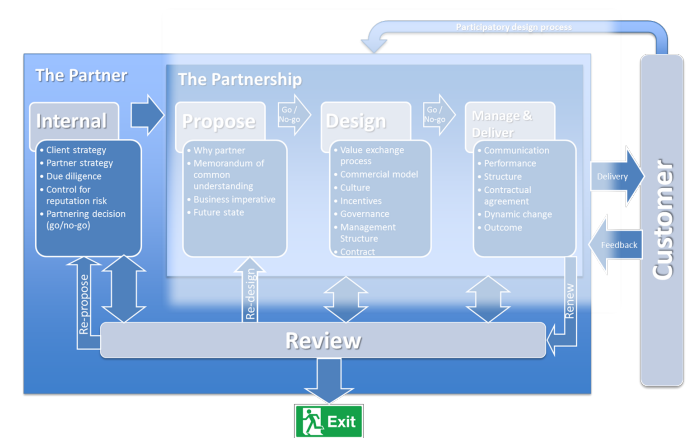 Participatory design process
The Partner
The Partnership
Internal
• Client strategy
• Partner strategy
• Due diligence
• Control for
reputation risk
• Partnering decision
(go/no-go)
Propose
• Why partner
• Memorandum of
common
understanding
• Business imperative
• Future state
Go /
No-go
Design
• Value exchange
process
• Commercial model
• Culture
• Incentives
• Governance
• Management
Structure
• Contract
Go /
No-go
Manage &
Deliver
• Communication
• Performance
• Structure
• Contractual
agreement
• Dynamic change
• Outcome
Delivery
Feedback
Customer
Re-propose
Re-design
Renew
Review
Exit